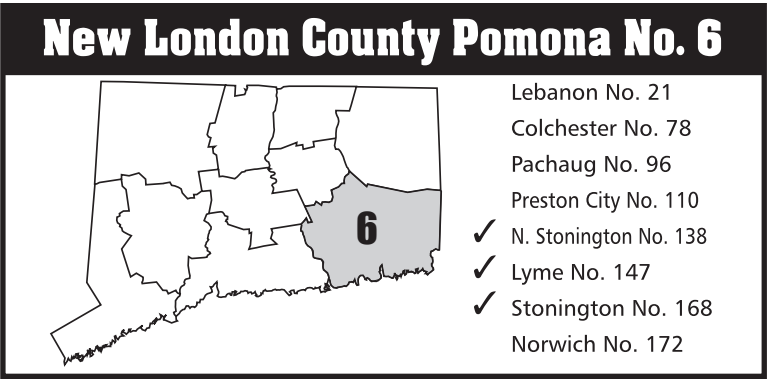 New London County Pomona No. 6
6
Lebanon No. 21
Colchester No. 78
Pachaug No. 96
Preston City No. 110
✓ N. Stonington No. 138
✓ Lyme No. 147
✓ Stonington No. 168
Norwich No. 172